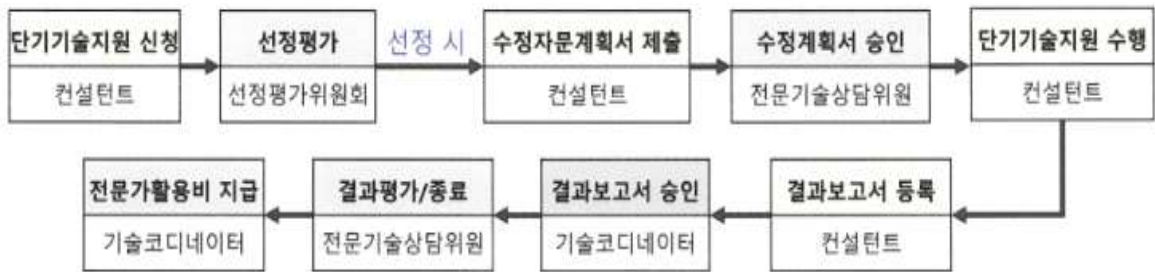 단기기술지원 신청
컨설턴트
선정평가
선정평가위원회
선정 시
수정자문계획서 제출
컨설턴트
수정계획서 승인
전문기술상담위원
단기기술지원 수행
컨설턴트
결과보고서 등록
컨설턴트
결과보고서 승인
기술코디네이터
결과평가/종료
전문기술상담위원
전문가활용비 지급
기술코디네이터